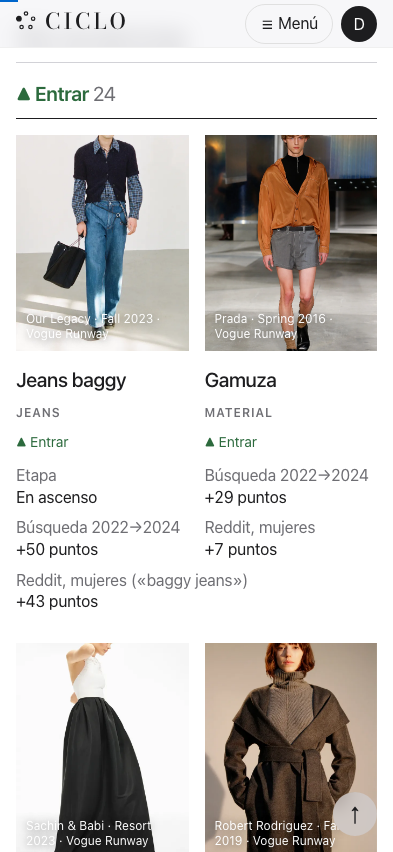 CICLO
≡ Menú
D
▲ Entrar 24
Our Legacy · Fall 2023 ·
Vogue Runway
Prada · Spring 2016 ·
Vogue Runway
Jeans baggy
JEANS
▲ Entrar
Etapa
En ascenso
Búsqueda 2022→2024
+50 puntos
Reddit, mujeres («baggy jeans»)
+43 puntos
Gamuza
MATERIAL
▲ Entrar
Búsqueda 2022→2024
+29 puntos
Reddit, mujeres
+7 puntos
Sachin & Babi · Resort
2023 · Vogue Runway
Robert Rodriguez ·
2019 · Vogue Runway
↑